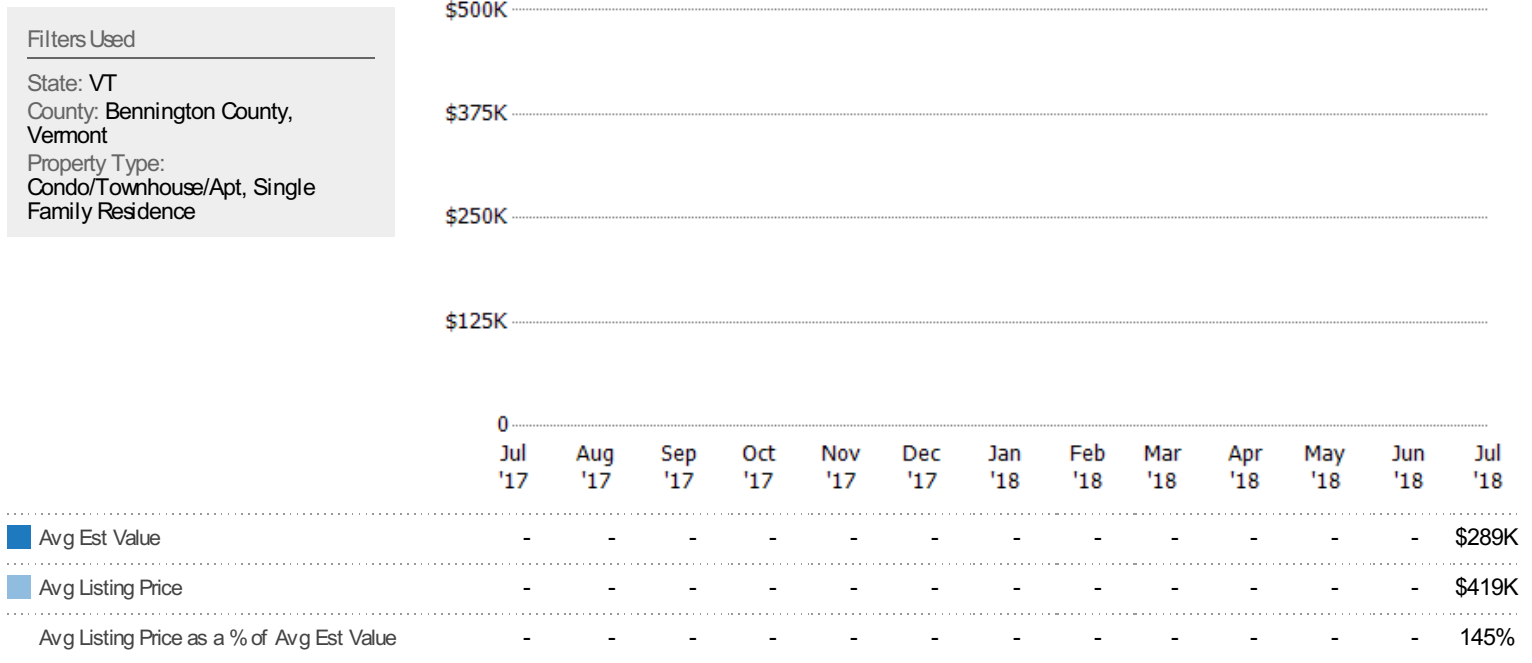 Filters Used
State: VT
County: Bennington County,
Vermont
Property Type:
Condo/Townhouse/Apt, Single
Family Residence
$500K
$375K
$250K
$125K
0
Jul Aug Sep Oct Nov Dec Jan Feb Mar Apr May Jun Jul
'17 '17 '17 '17 '17 '17 '18 '18 '18 '18 '18 '18 '18
Avg Est Value - - - - - - - - - - - - $289K
Avg Listing Price - - - - - - - - - - - - $419K
Avg Listing Price as a % of Avg Est Value - - - - - - - - - - - - 145%